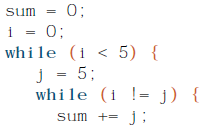 sum = 0;
i = 0;
while (i < 5) {
j = 5;
while (i != j) {
sum += j;